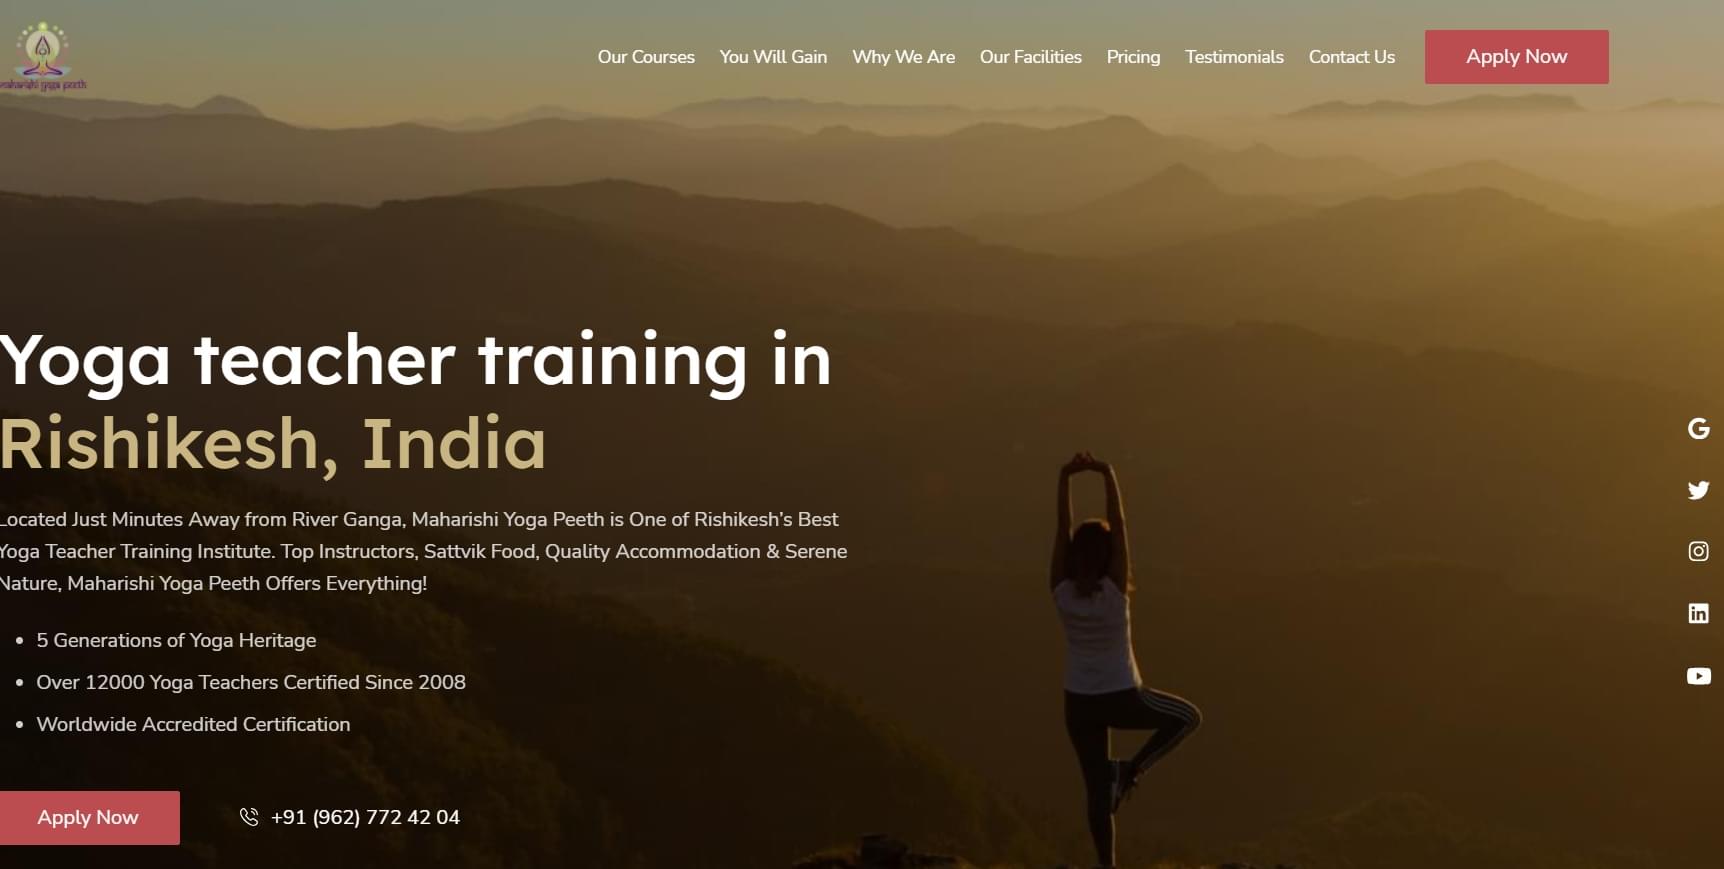 maharishi yoga peeth
Our Courses
You Will Gain
Why We Are
Our Facilities
Pricing
Testimonials
Contact Us
Apply Now
Yoga teacher training in
Rishikesh, India
Located Just Minutes Away from River Ganga, Maharishi Yoga Peeth is One of Rishikesh's Best
Yoga Teacher Training Institute. Top Instructors, Sattvik Food, Quality Accommodation & Serene
Nature, Maharishi Yoga Peeth Offers Everything!
• 5 Generations of Yoga Heritage
• Over 12000 Yoga Teachers Certified Since 2008
• Worldwide Accredited Certification
Apply Now
+91 (962) 772 42 04